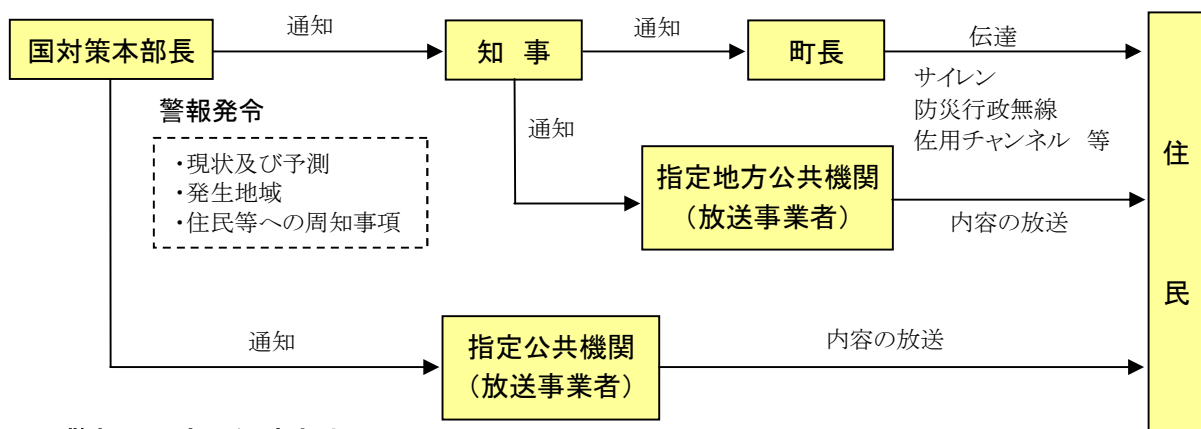 通知
通知
伝達
国対策本部長
知 事
町長
サイレン
防災行政無線
佐用チャンネル 等
警報発令
・現状及び予測
・発生地域
・住民等への周知事項
通知
指定地方公共機関
（放送事業者）
内容の放送
住
民
通知
指定公共機関
（放送事業者）
内容の放送